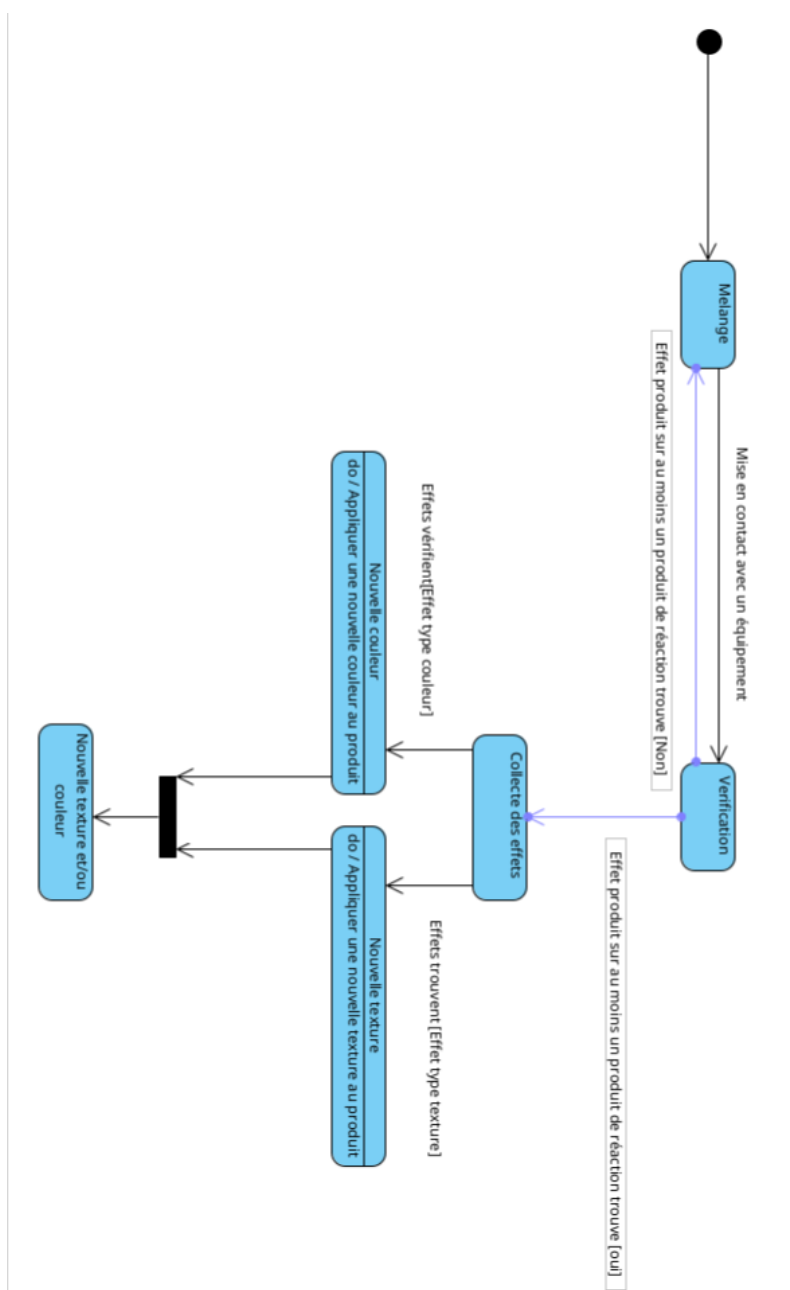 Melange
Mise en contact avec un équipement
Verification
Effet produit sur au moins un produit de réaction trouve [Non]
Effet produit sur au moins un produit de réaction trouve [oui]
Collecte des effets
Effets vérifient[Effet type couleur]
Effets trouvent [Effet type texture]
Nouvelle couleur
do / Appliquer une nouvelle couleur au produit
Nouvelle texture
do / Appliquer une nouvelle texture au produit
Nouvelle texture et/ou
couleur